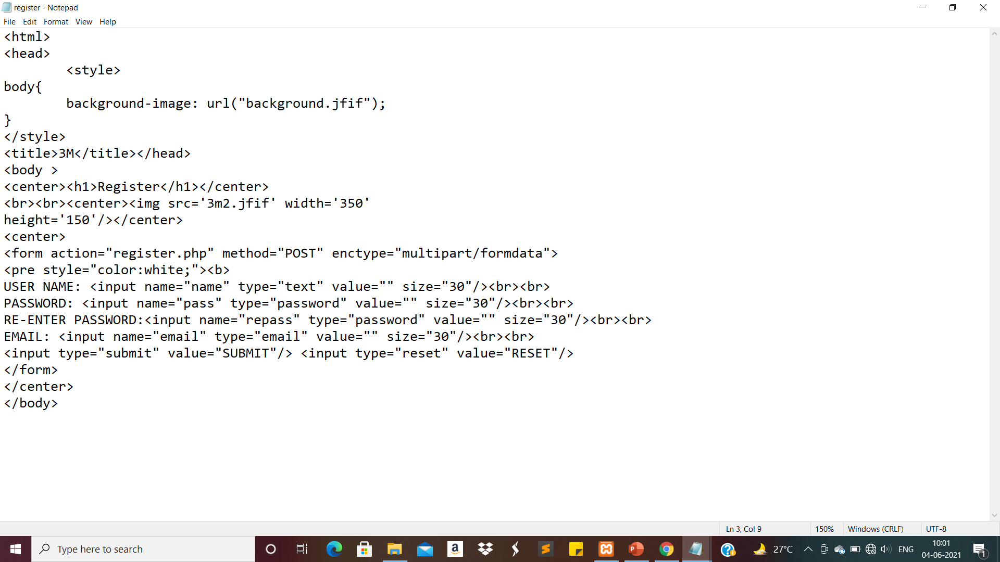 register - Notepad
File Edit Format View Help
<html>
<head>
        <style>
body{
        background-image: url("background.jfif");
}
</style>
<title>3M</title></head>
<body >
<center><h1>Register</h1></center>
<br><br><center><img src='3m2.jfif' width='350'
height='150'/></center>
<center>
<form action="register.php" method="POST" enctype="multipart/formdata">
<pre style="color:white;"><b>
USER NAME: <input name="name" type="text" value="" size="30"/><br><br>
PASSWORD: <input name="pass" type="password" value="" size="30"/><br><br>
RE-ENTER PASSWORD:<input name="repass" type="password" value="" size="30"/><br><br>
EMAIL: <input name="email" type="email" value="" size="30"/><br><br>
<input type="submit" value="SUBMIT"/> <input type="reset" value="RESET"/>
</form>
</center>
</body>
Ln 3, Col 9 150% Windows (CRLF) UTF-8
Type here to search
27°C ENG
10:01
04-06-2021
1